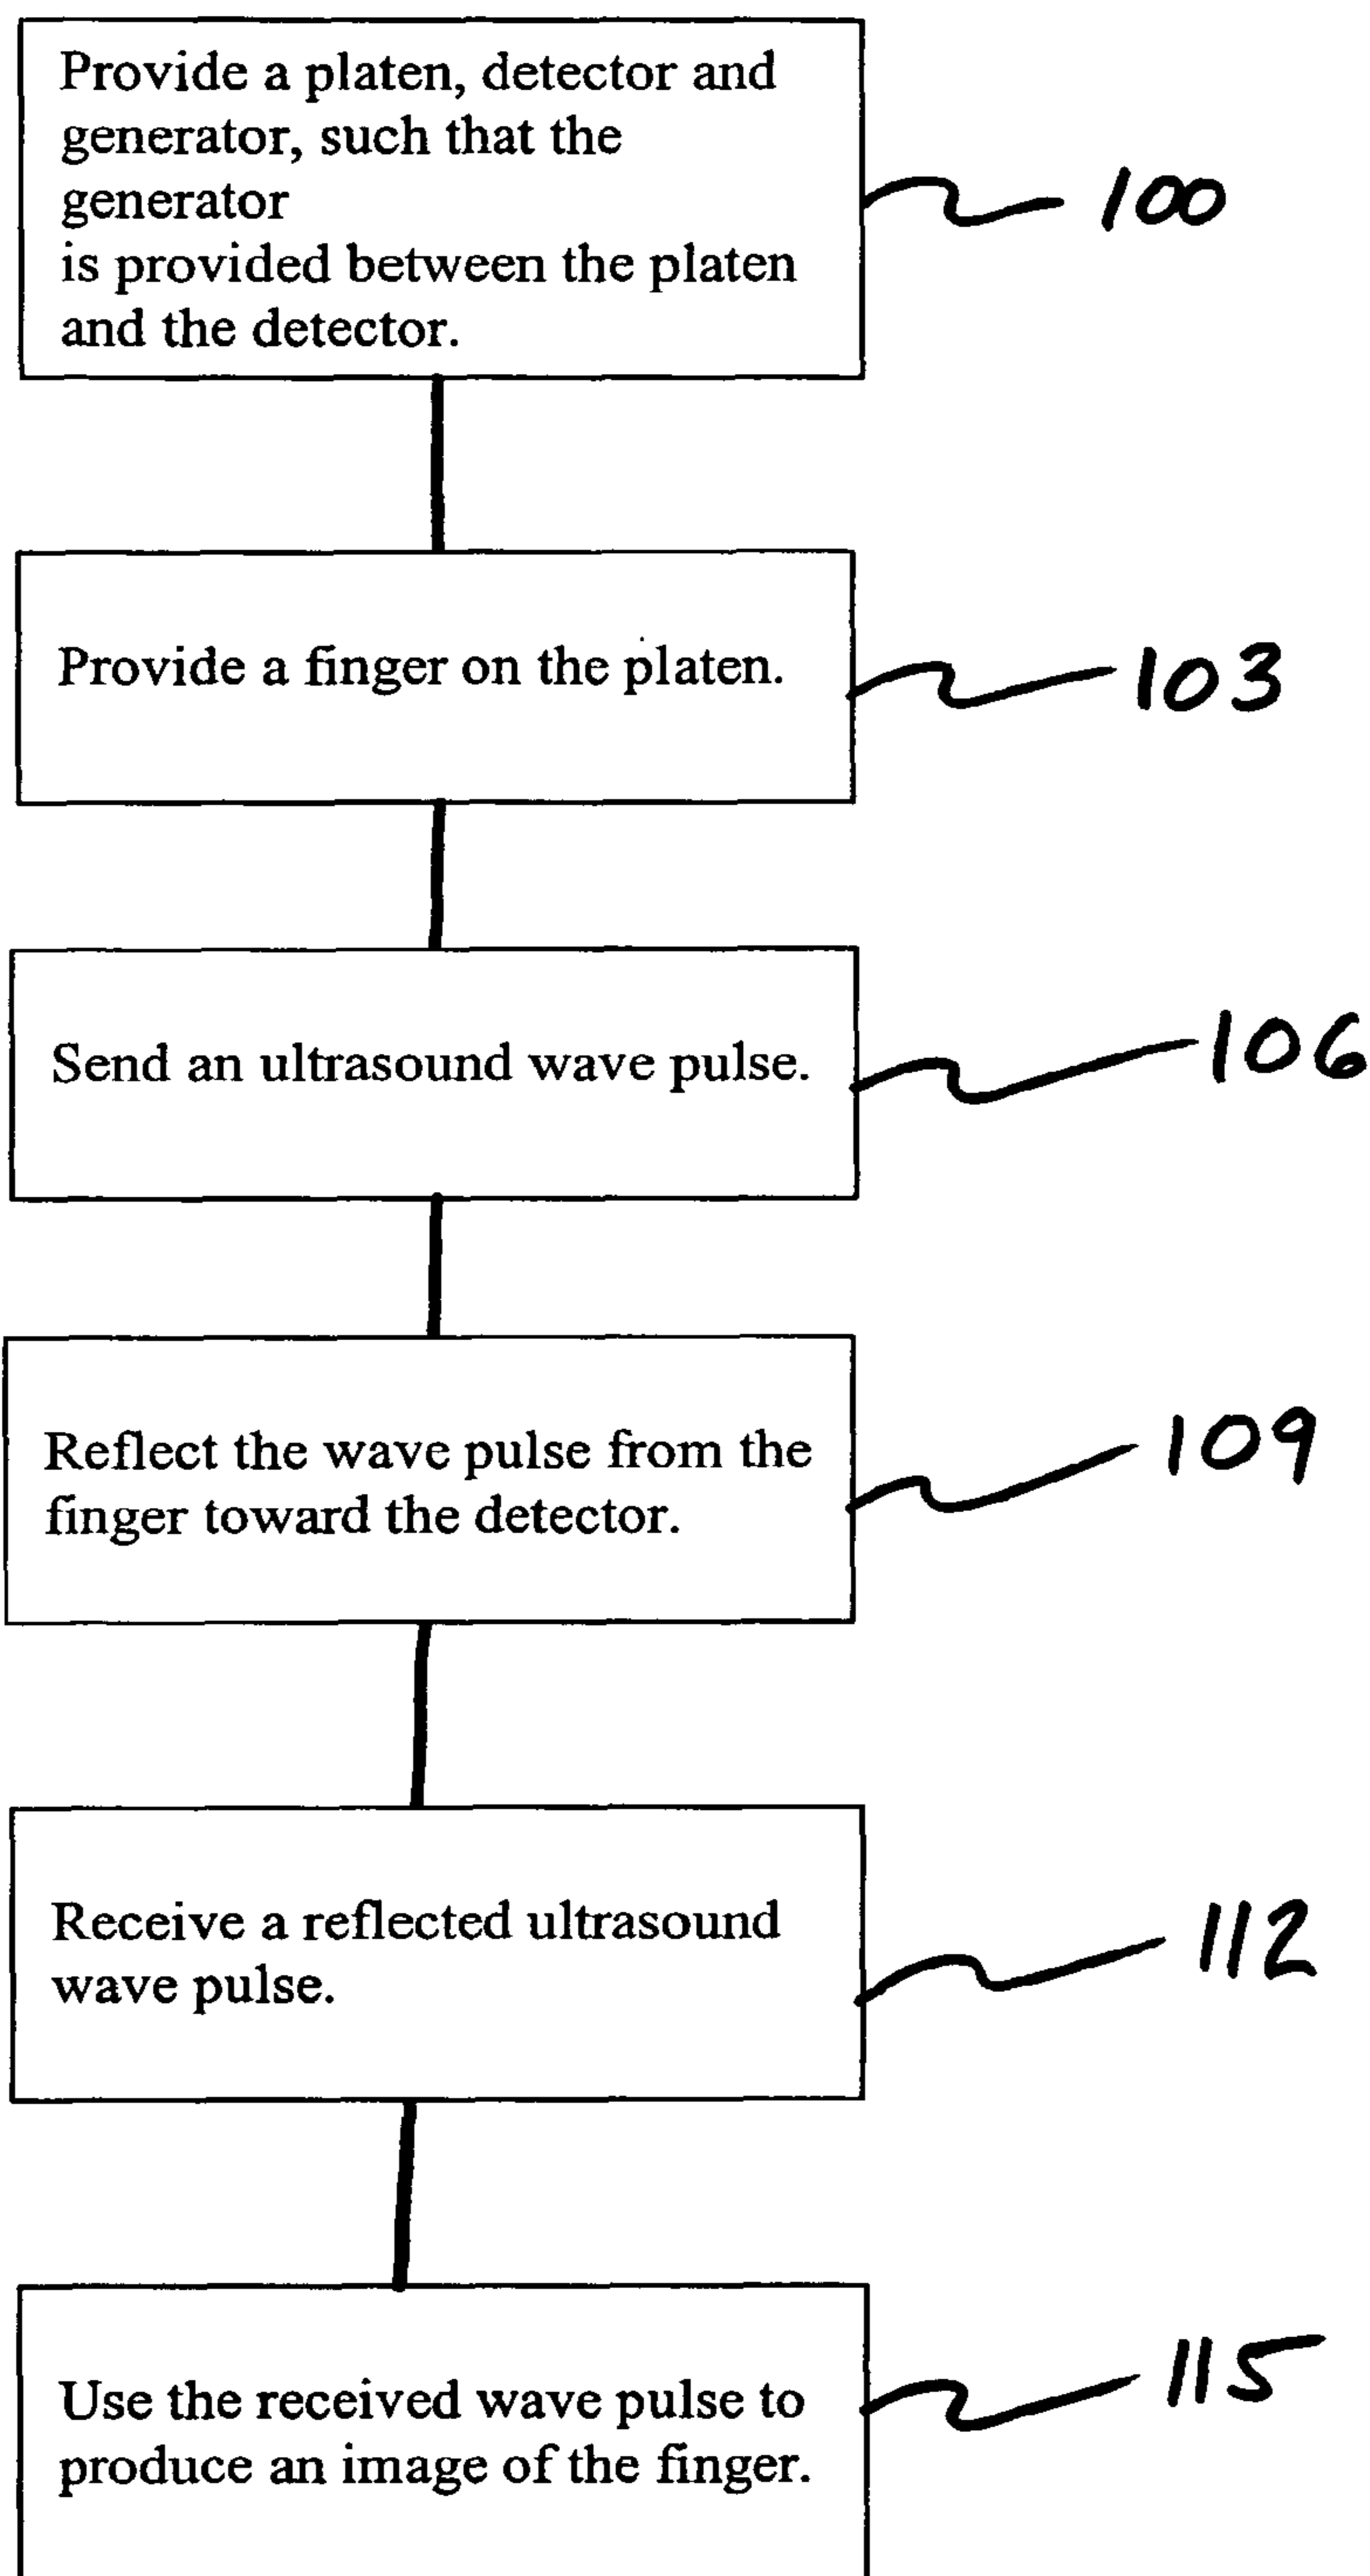 Provide a platen, detector and
generator, such that the
generator
is provided between the platen
and the detector.
100
Provide a finger on the platen.
103
Send an ultrasound wave pulse.
106
Reflect the wave pulse from the
finger toward the detector.
109
Receive a reflected ultrasound
wave pulse.
112
Use the received wave pulse to
produce an image of the finger.
115